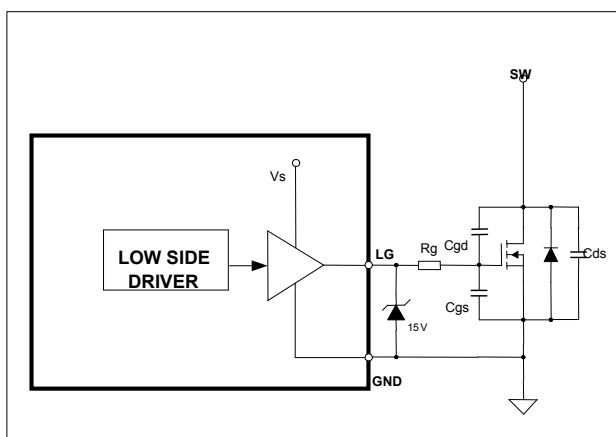 SW
Vs
LOW SIDE
DRIVER
LG
Rg
Cgd
Cds
Cgs
15V
GND